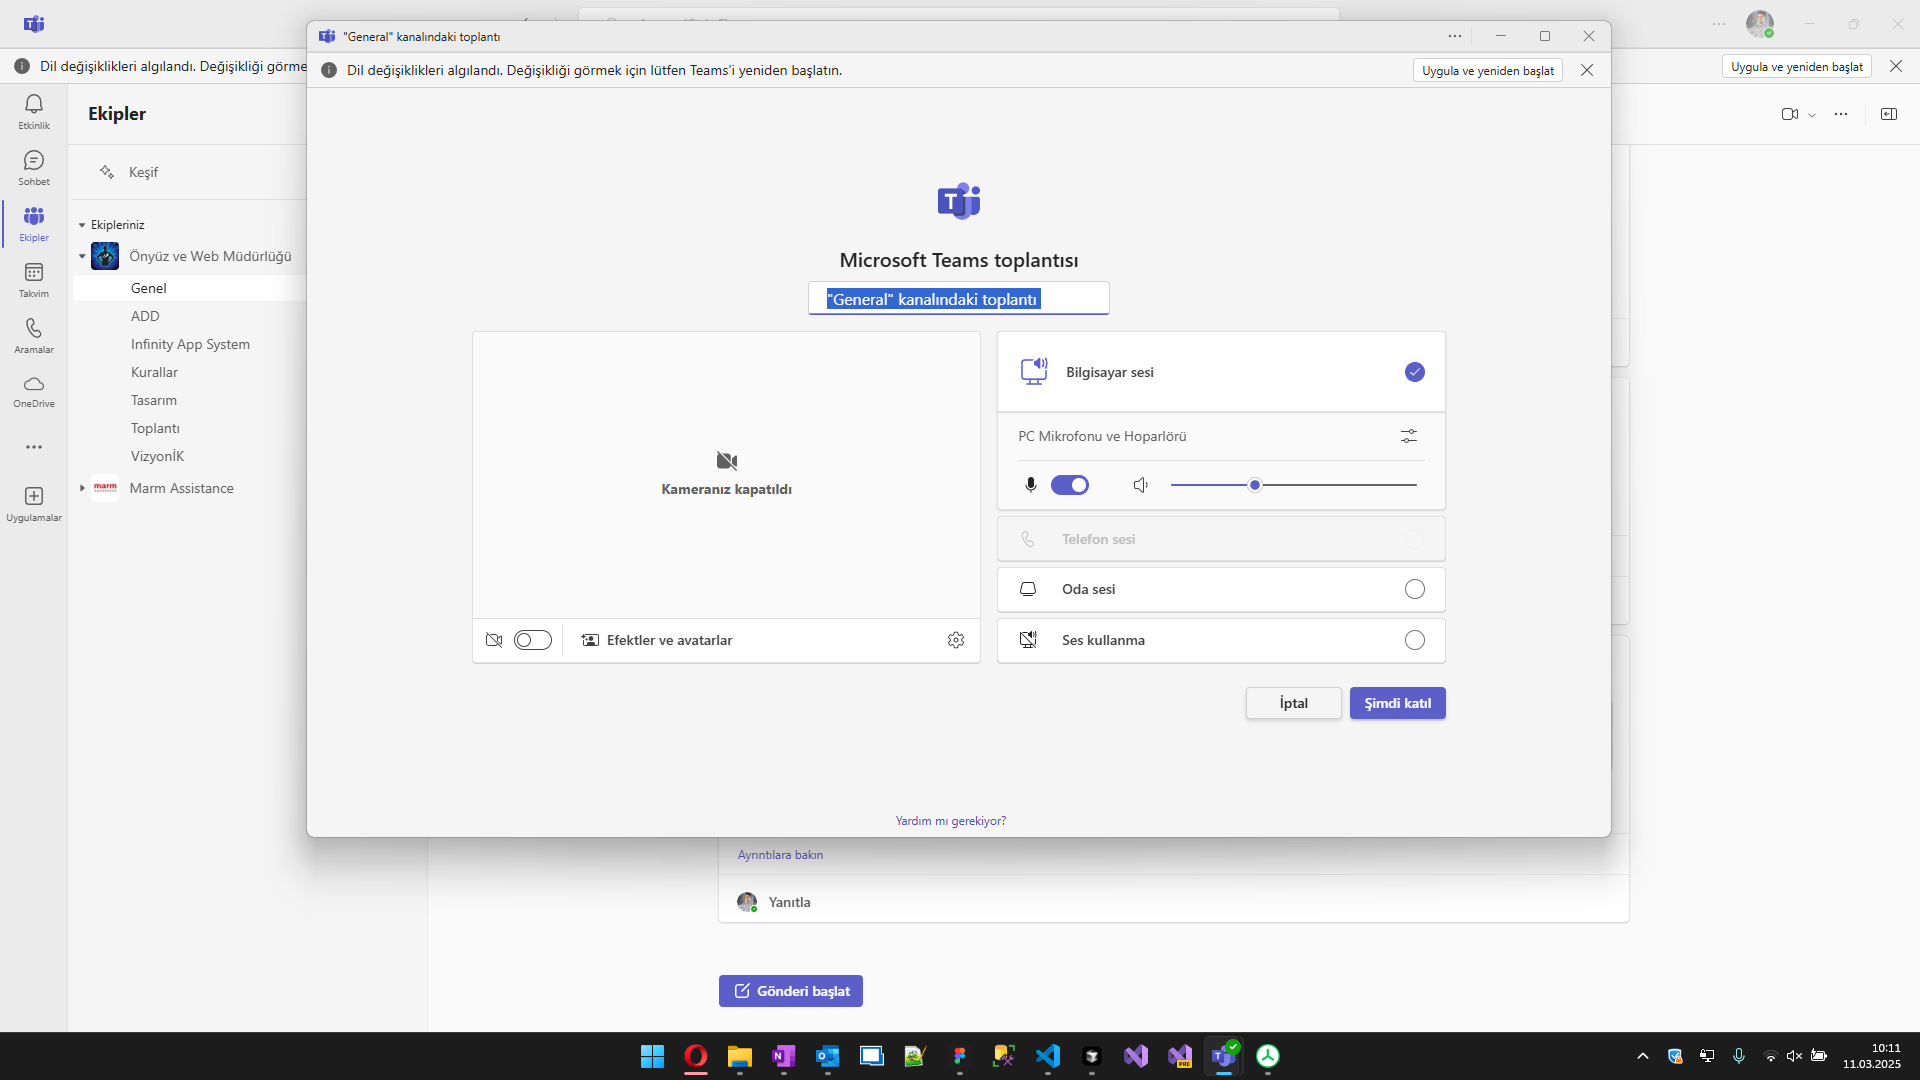 "General" kanalındaki toplantı
Dil değişiklikleri algılandı. Değişikliği görme
Dil değişiklikleri algılandı. Değişikliği görmek için lütfen Teams'i yeniden başlatın.
Uygula ve yeniden başlat
Uygula ve yeniden başlat
Etkinlik
Sohbet
Ekipler
Takvim
Aramalar
OneDrive
Uygulamalar
Ekipler
Keşif
Ekipleriniz
Önyüz ve Web Müdürlüğü
Genel
ADD
Infinity App System
Kurallar
Tasarım
Toplantı
VizyonİK
marm
Marm Assistance
Microsoft Teams toplantısı
"General" kanalındaki toplantı
Kameranız kapatıldı
Efektler ve avatarlar
Bilgisayar sesi
PC Mikrofonu ve Hoparlörü
Telefon sesi
Oda sesi
Ses kullanma
İptal
Şimdi katıl
Yardım mı gerekiyor?
Ayrıntılara bakın
Yanıtla
Gönderi başlat
10:11
11.03.2025